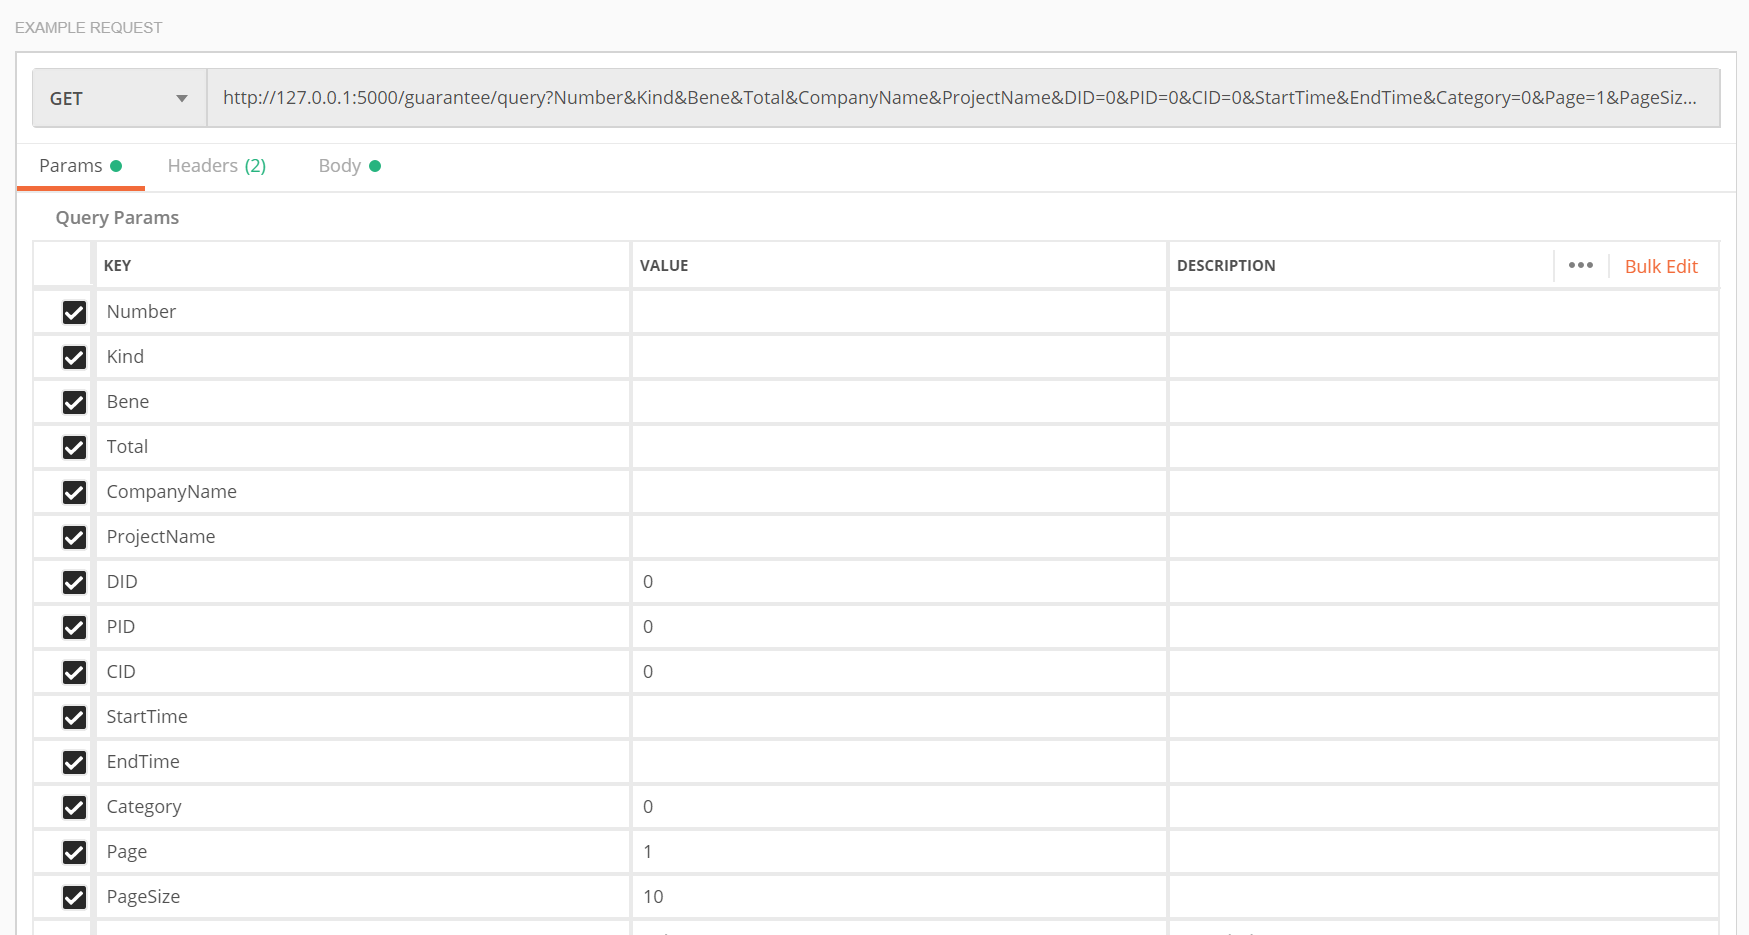 EXAMPLE REQUEST
GET http://127.0.0.1:5000/guarantee/query?Number&Kind&Bene&Total&CompanyName&ProjectName&DID=0&PID=0&CID=0&StartTime&EndTime&Category=0&Page=1&PageSiz...
Params Headers (2) Body
Query Params
KEY VALUE DESCRIPTION ••• Bulk Edit
Number
Kind
Bene
Total
CompanyName
ProjectName
DID 0
PID 0
CID 0
StartTime
EndTime
Category 0
Page 1
PageSize 10